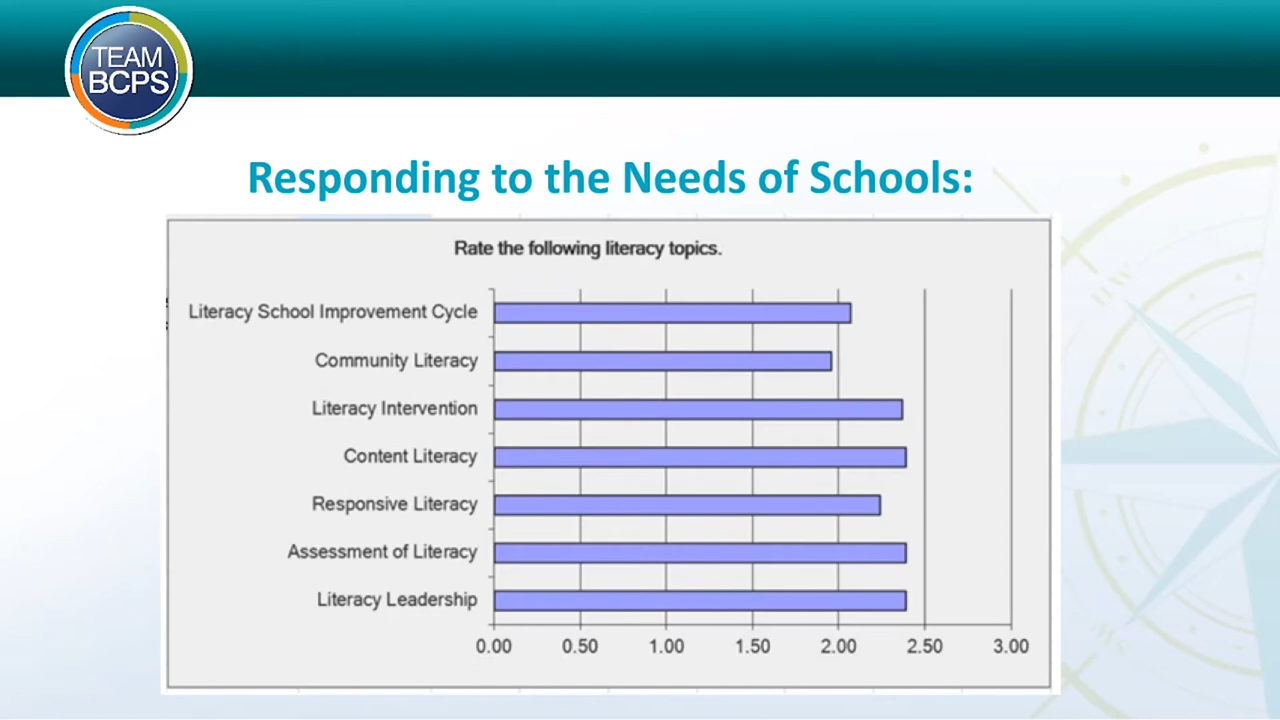 TEAM
BCPS
Responding to the Needs of Schools:
Rate the following literacy topics.
Literacy School Improvement Cycle
Community Literacy
Literacy Intervention
Content Literacy
Responsive Literacy
Assessment of Literacy
Literacy Leadership
0.00 0.50 1.00 1.50 2.00 2.50 3.00